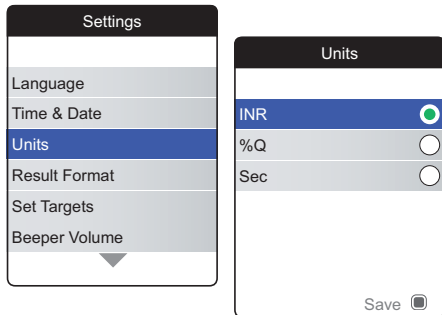 Settings
Language
Time & Date
Units
Result Format
Set Targets
Beeper Volume
Units
INR
%Q
Sec
Save